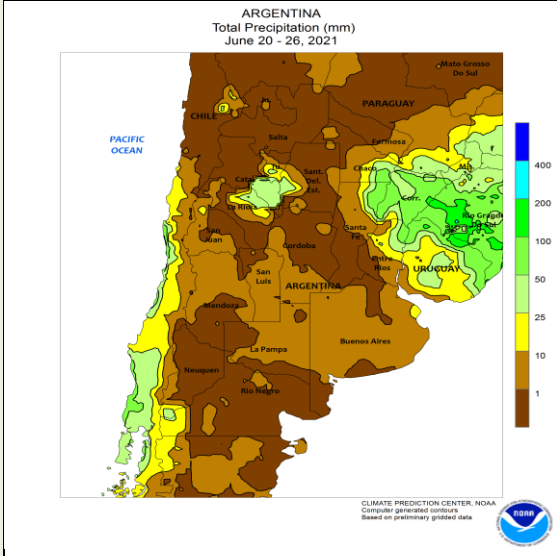 ARGENTINA
Total Precipitation (mm)
June 20 - 26, 2021
Mato Grosso
Do Sul
CHILE
PARAGUAY
PACIFIC
OCEAN
Salta
Formosa
Chaco
Catar
Sant.
Del.
Est.
La Rioja
Corr.
Rio Grande
Do Sul
San
Juan
Santa
Fe
Cordoba
Entre
Rios
URUGUAY
San
Luis
ARGENTINA
Mendoza
Buenos Aires
La Pampa
Neuquen
Rio Negro
400
200
100
50
25
10
1
CLIMATE PREDICTION CENTER, NOAA
Computer generated contours
Based on preliminary gridded data
NOAA